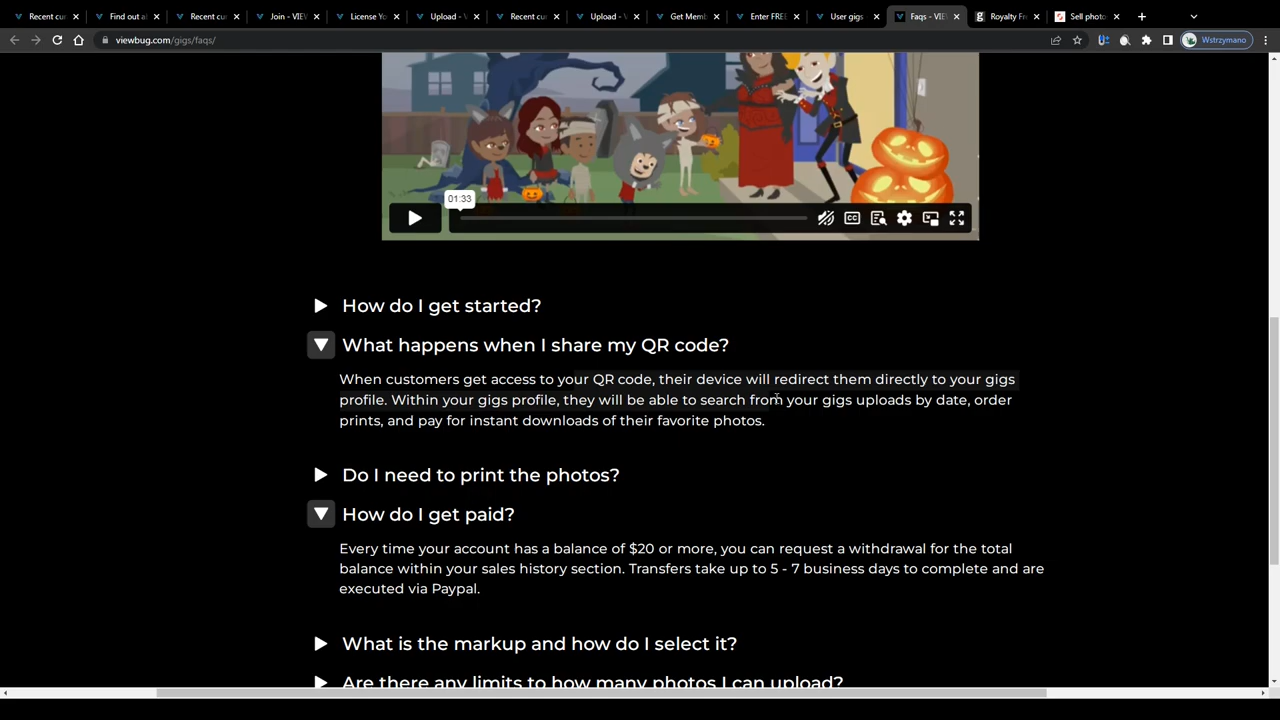 Recent cu
Find out a
Recent cu
Join - VIE
License Yo
Upload - V
Recent cu
Upload - V
Get Memb
Enter FREE
User gigs
Faqs - VIE
Royalty Fr
Sell photo
viewbug.com/gigs/faqs/
Wstrzymano
01:33
CC
How do I get started?
What happens when I share my QR code?
When customers get access to your QR code, their device will redirect them directly to your gigs
profile. Within your gigs profile, they will be able to search from your gigs uploads by date, order
prints, and pay for instant downloads of their favorite photos.
Do I need to print the photos?
How do I get paid?
Every time your account has a balance of $20 or more, you can request a withdrawal for the total
balance within your sales history section. Transfers take up to 5 - 7 business days to complete and are
executed via Paypal.
What is the markup and how do I select it?
Are there any limits to how many photos I can upload?